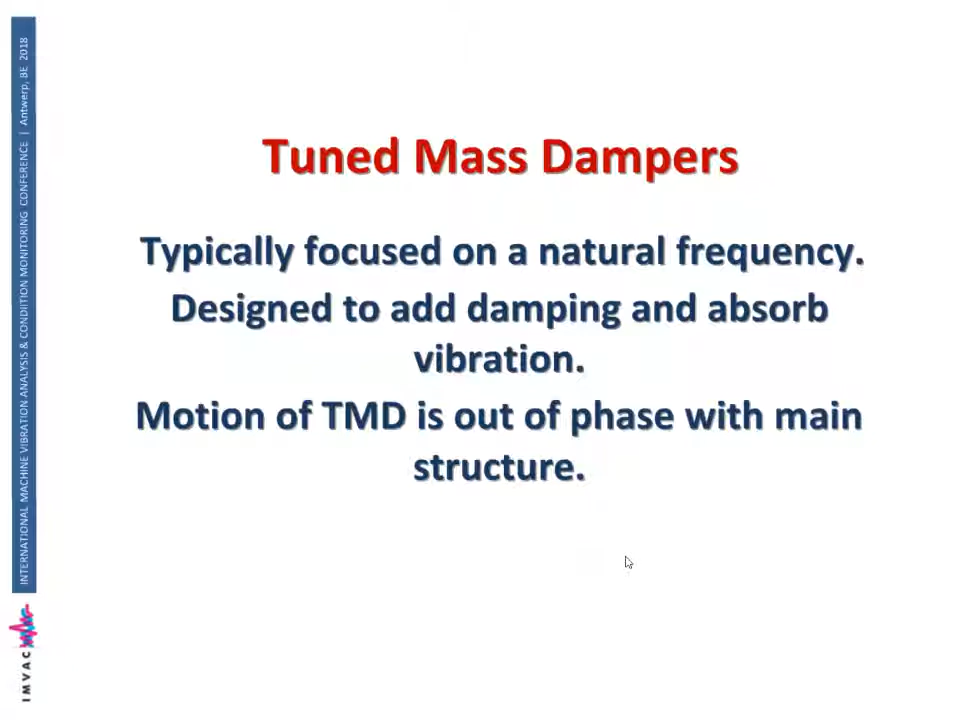 Tuned Mass Dampers
Typically focused on a natural frequency.
Designed to add damping and absorb
vibration.
Motion of TMD is out of phase with main
structure.
INTERNATIONAL MACHINE VIBRATION ANALYSIS & CONDITION MONITORING CONFERENCE | Antwerp, BE 2018
IMVAC